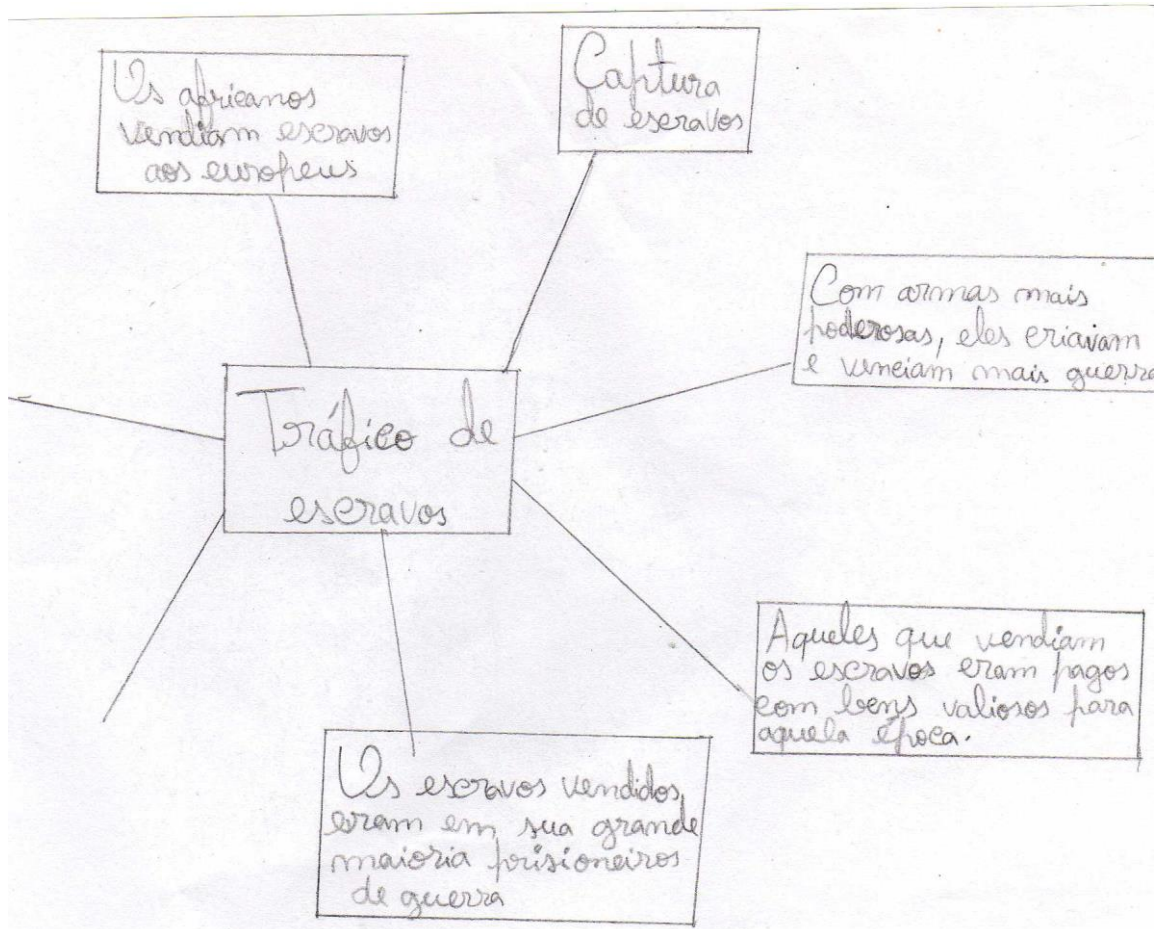 Os africanos
vendiam escravos
aos europeus
Captura
de escravos
Com armas mais
poderosas, eles criavam
e venciam mais guerra
Tráfico de
escravos
Aqueles que vendiam
os escravos eram pagos
com bens valiosos para
aquela época.
Os escravos vendidos,
eram em sua grande
maioria prisioneiros
de guerra